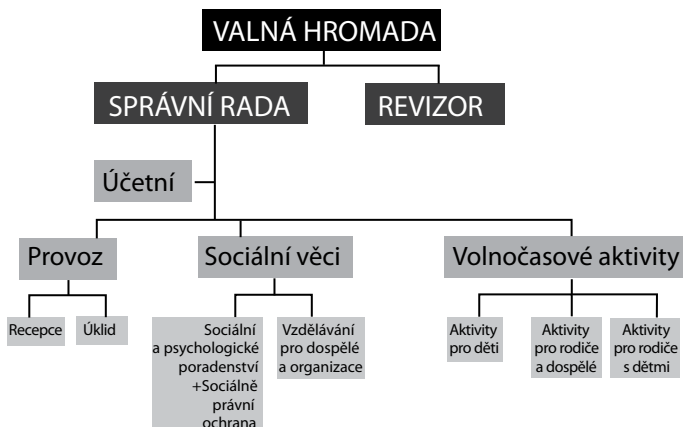 VALNÁ HROMADA
SPRÁVNÍ RADA
REVIZOR
Účetní
Provoz
Sociální věci
Volnočasové aktivity
Recepce
Úklid
Sociální
a psychologické
poradenství
+Sociálně
právní
ochrana
Vzdělávání
pro dospělé
a organizace
Aktivity
pro děti
Aktivity
pro rodiče
a dospělé
Aktivity
pro rodiče
s dětmi